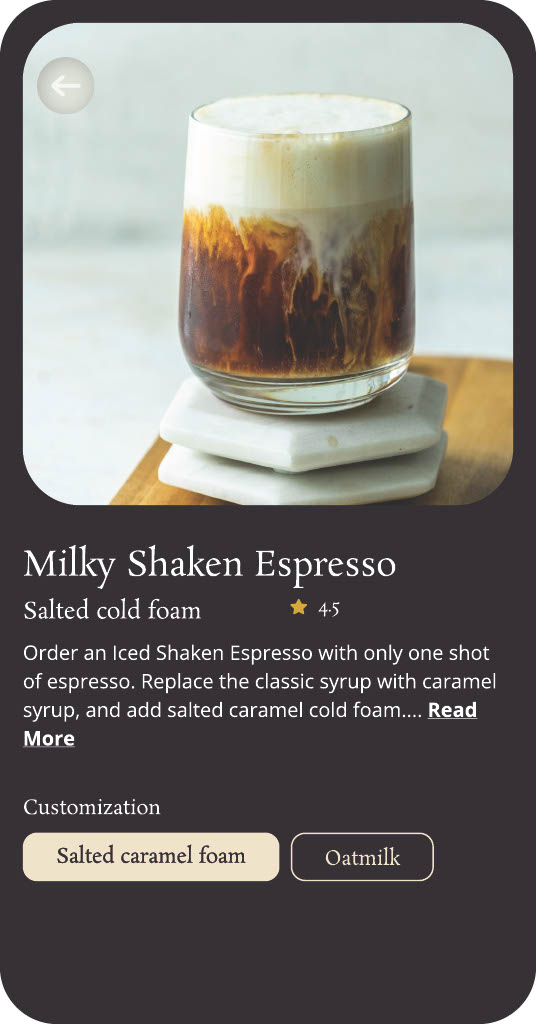 Milky Shaken Espresso
Salted cold foam 4.5
Order an Iced Shaken Espresso with only one shot
of espresso. Replace the classic syrup with caramel
syrup, and add salted caramel cold foam.... Read
More
Customization
Salted caramel foam Oatmilk